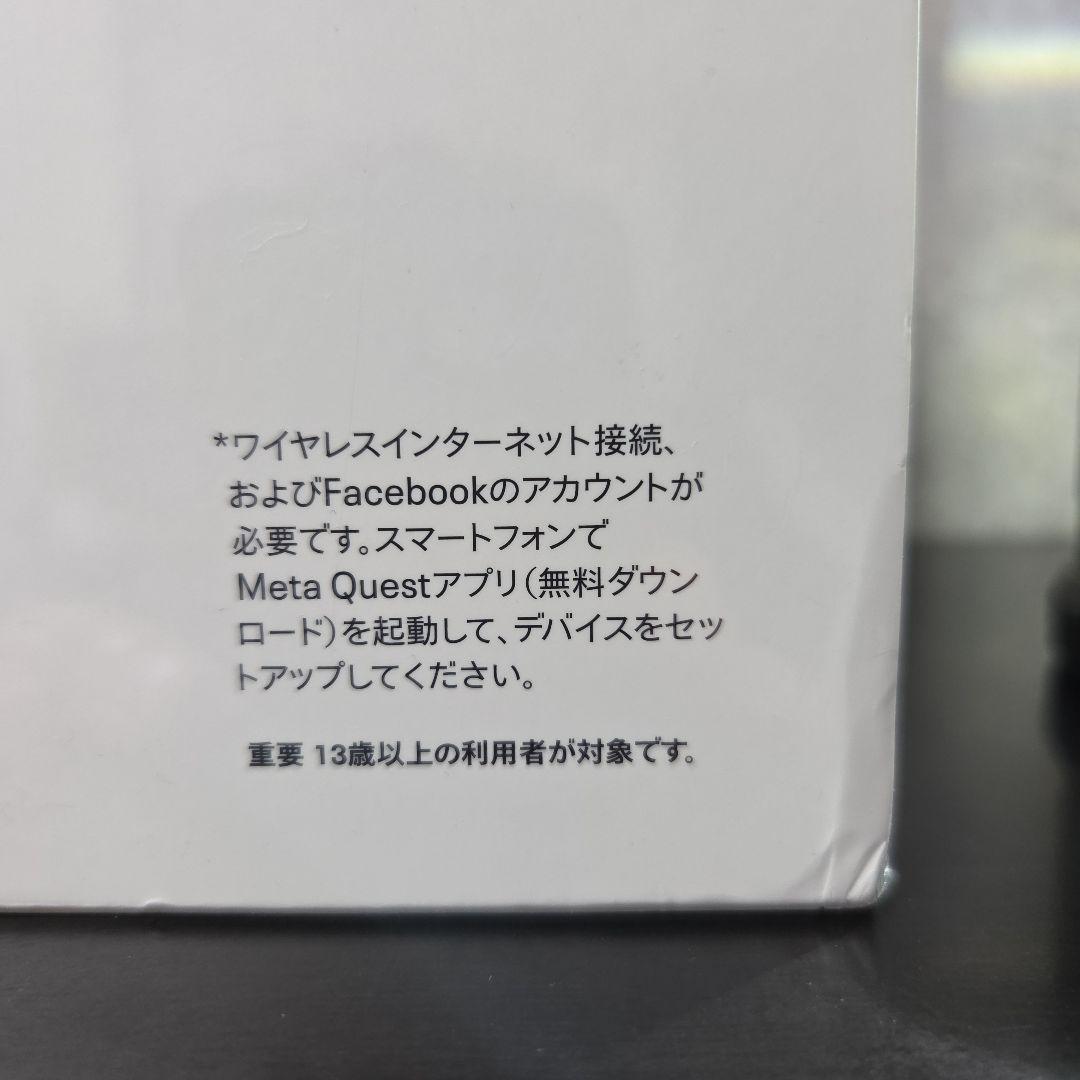 *ワイヤレスインターネット接続、
およびFacebookのアカウントが
必要です。スマートフォンで
Meta Questアプリ(無料ダウン
ロード)を起動して、デバイスをセッ
トアップしてください。
重要 13歳以上の利用者が対象です。